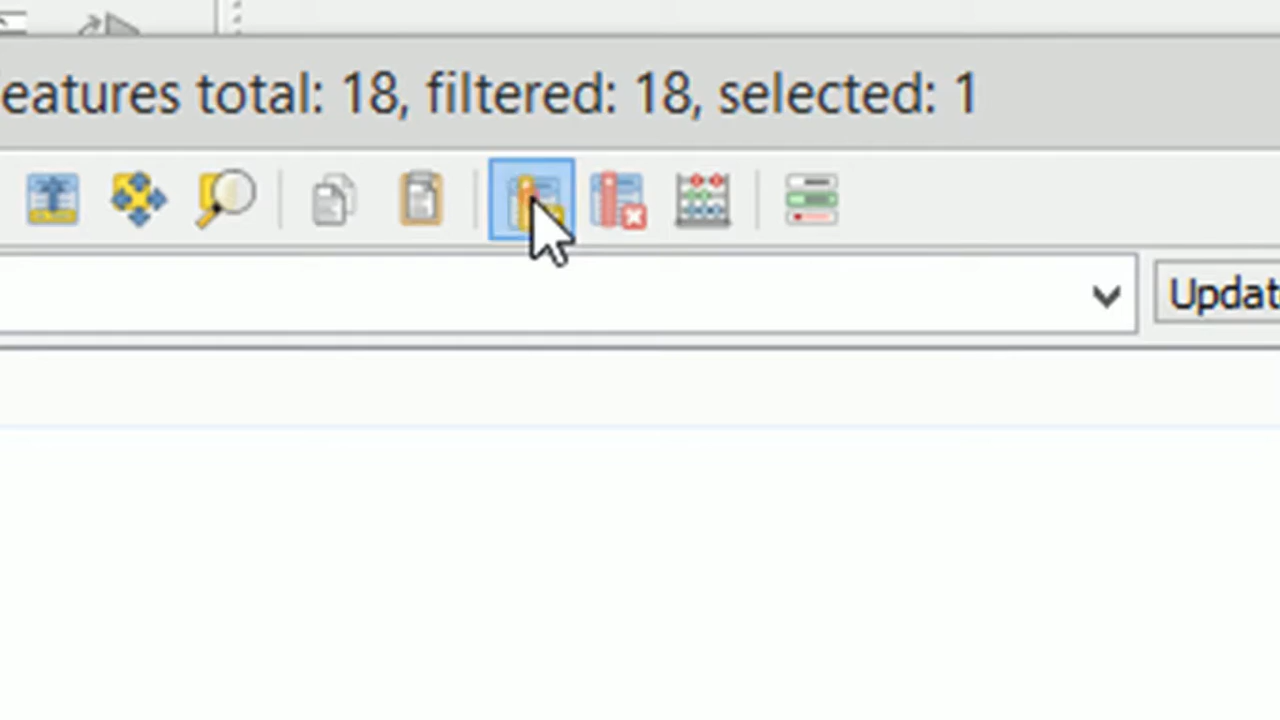 eatures total: 18, filtered: 18, selected: 1
Updat